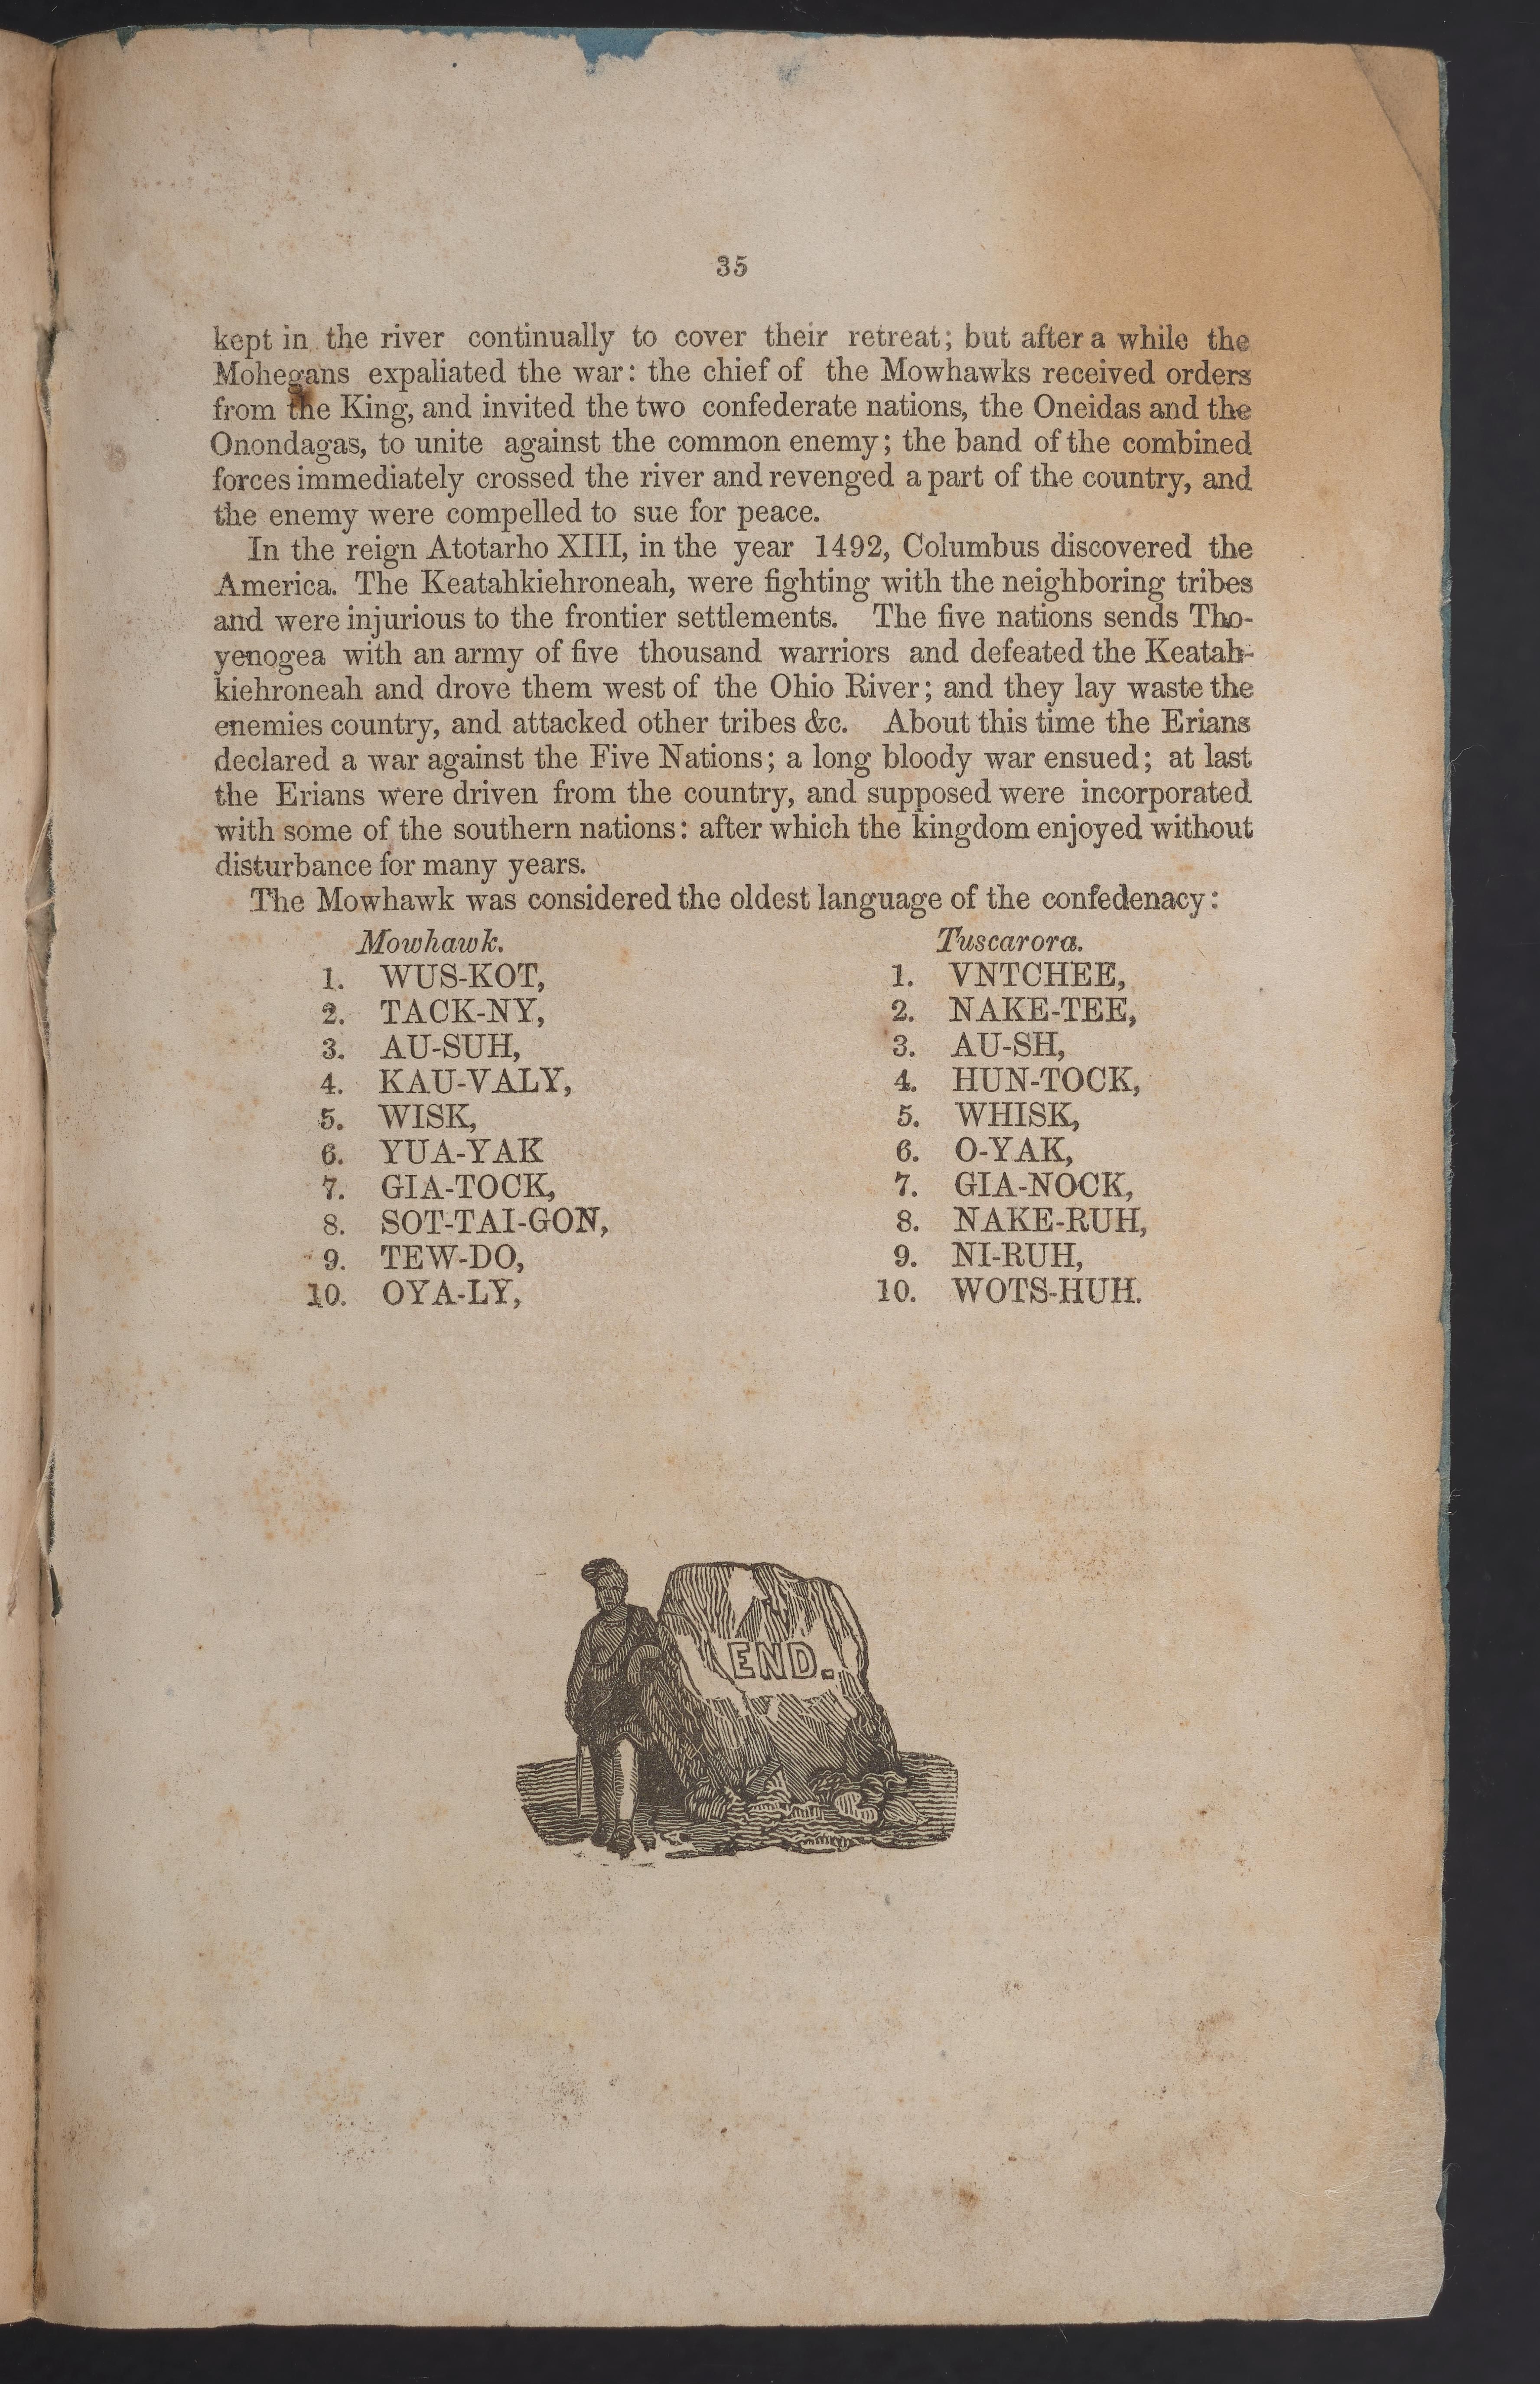 35
kept in the river continually to cover their retreat; but after a while the
Mohegans expaliated the war: the chief of the Mowhawks received orders
from the King, and invited the two confederate nations, the Oneidas and the
Onondagas, to unite against the common enemy; the band of the combined
forces immediately crossed the river and revenged a part of the country, and
the enemy were compelled to sue for peace.
In the reign Atotarho XIII, in the year 1492, Columbus discovered the
America. The Keatahkiehroneah, were fighting with the neighboring tribes
and were injurious to the frontier settlements. The five nations sends Tho-
yenogea with an army of five thousand warriors and defeated the Keatah-
kiehroneah and drove them west of the Ohio River; and they lay waste the
enemies country, and attacked other tribes &c. About this time the Erians
declared a war against the Five Nations; a long bloody war ensued; at last
the Erians were driven from the country, and supposed were incorporated
with some of the southern nations: after which the kingdom enjoyed without
disturbance for many years.
The Mowhawk was considered the oldest language of the confedenacy:
Mowhawk.
1. WUS-KOT,
2. TACK-NY,
3. AU-SUH,
4. KAU-VALY,
5. WISK,
6. YUA-YAK
7. GIA-TOCK,
8. SOT-TAI-GON,
9. TEW-DO,
10. OYA-LY,
Tuscarora.
1. VNTCHEE,
2. NAKE-TEE,
3. AU-SH,
4. HUN-TOCK,
5. WHISK,
6. O-YAK,
7. GIA-NOCK,
8. NAKE-RUH,
9. NI-RUH,
10. WOTS-HUH.
END.